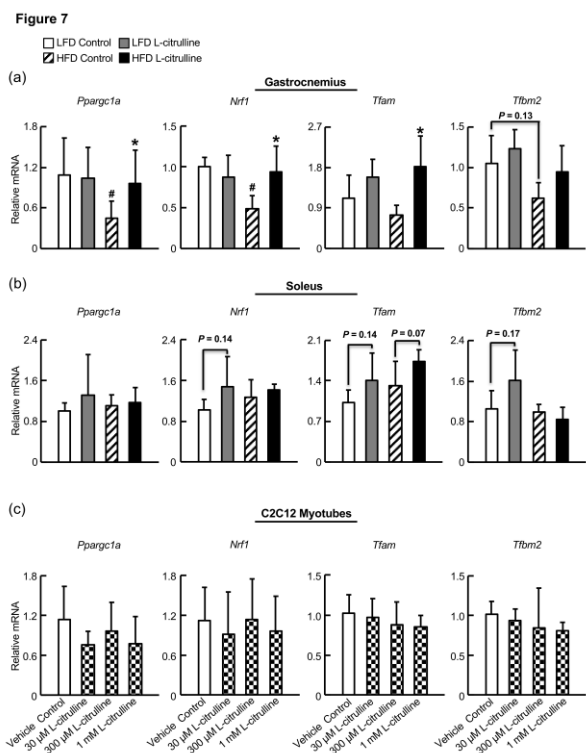 Figure 7
LFD Control LFD L-citrulline
HFD Control HFD L-citrulline
(a)
Gastrocnemius
Ppargc1a Nrf1 Tfam Tfbm2
Relative mRNA
1.8 1.2 0.6 0
# *
1.5 1.0 0.5 0
# *
2.7 1.8 0.9 0
*
1.5 1.0 0.5 0
P = 0.13
(b)
Soleus
Ppargc1a Nrf1 Tfam Tfbm2
Relative mRNA
2.4 1.6 0.8 0
2.4 1.6 0.8 0
P = 0.14
2.1 1.4 0.7 0
P = 0.14 P = 0.07
2.4 1.6 0.8 0
P = 0.17
(c)
C2C12 Myotubes
Ppargc1a Nrf1 Tfam Tfbm2
Relative mRNA
1.8 1.2 0.6 0
1.8 1.2 0.6 0
1.5 1.0 0.5 0
1.5 1.0 0.5 0
Vehicle Control 30 µM L-citrulline 300 µM L-citrulline 1 mM L-citrulline
Vehicle Control 30 µM L-citrulline 300 µM L-citrulline 1 mM L-citrulline
Vehicle Control 30 µM L-citrulline 300 µM L-citrulline 1 mM L-citrulline
Vehicle Control 30 µM L-citrulline 300 µM L-citrulline 1 mM L-citrulline